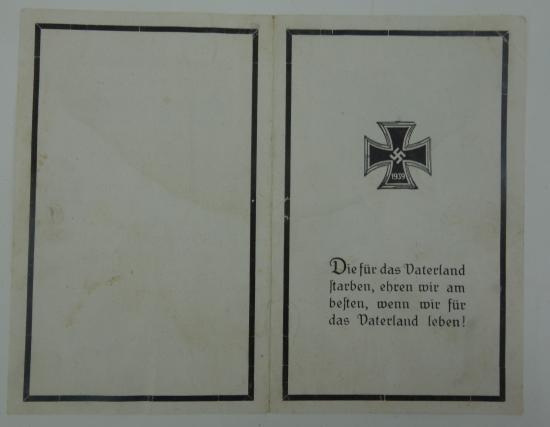 1939
Die für das Vaterland
starben, ehren wir am
besten, wenn wir für
das Vaterland leben!